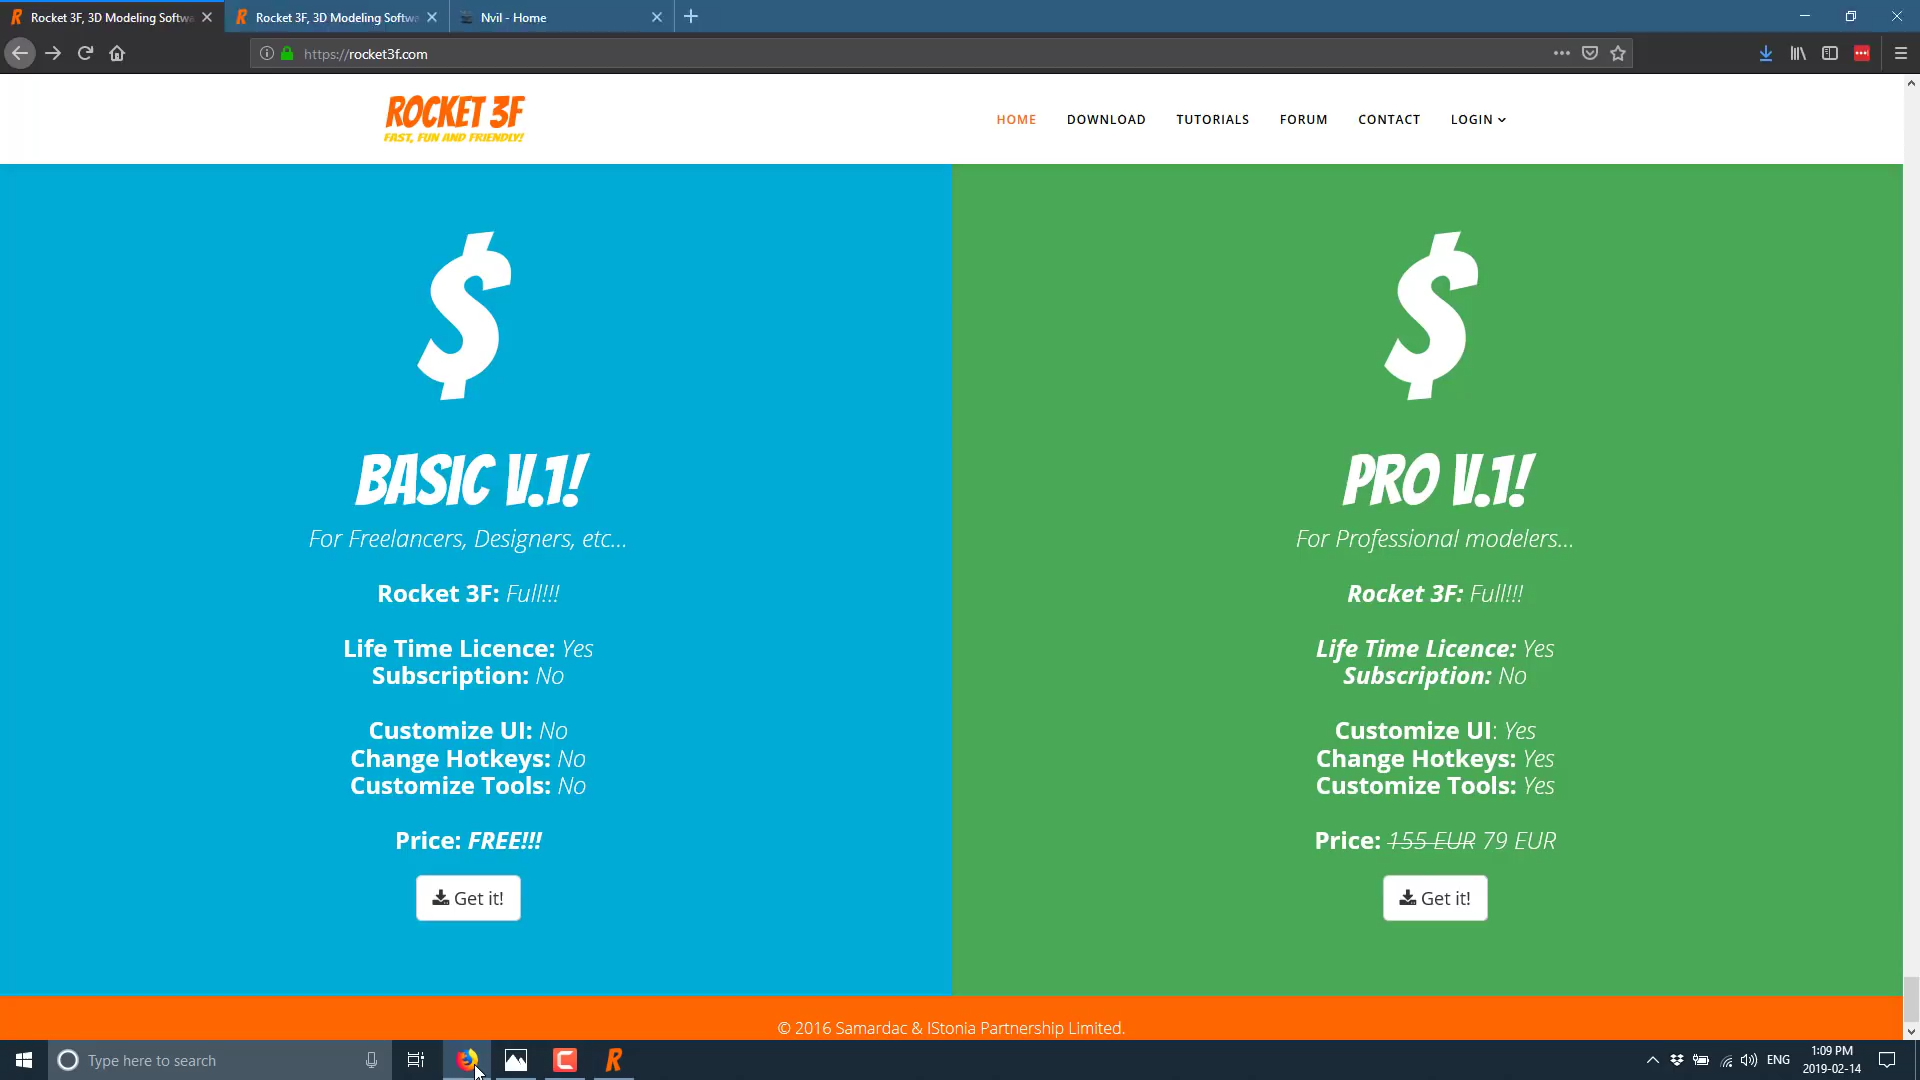 Rocket 3F, 3D Modeling Softwa
Rocket 3F, 3D Modeling Softwa
Nvil - Home
https://rocket3f.com
ROCKET 3F
FAST, FUN AND FRIENDLY!
HOME
DOWNLOAD
TUTORIALS
FORUM
CONTACT
LOGIN
$
BASIC V.1!
For Freelancers, Designers, etc...
Rocket 3F: Full!!!
Life Time Licence: Yes
Subscription: No
Customize UI: No
Change Hotkeys: No
Customize Tools: No
Price: FREE!!!
Get it!
$
PRO V.1!
For Professional modelers...
Rocket 3F: Full!!!
Life Time Licence: Yes
Subscription: No
Customize UI: Yes
Change Hotkeys: Yes
Customize Tools: Yes
Price: 155 EUR 79 EUR
Get it!
© 2016 Samardac & IStonia Partnership Limited.
Type here to search
ENG
1:09 PM
2019-02-14